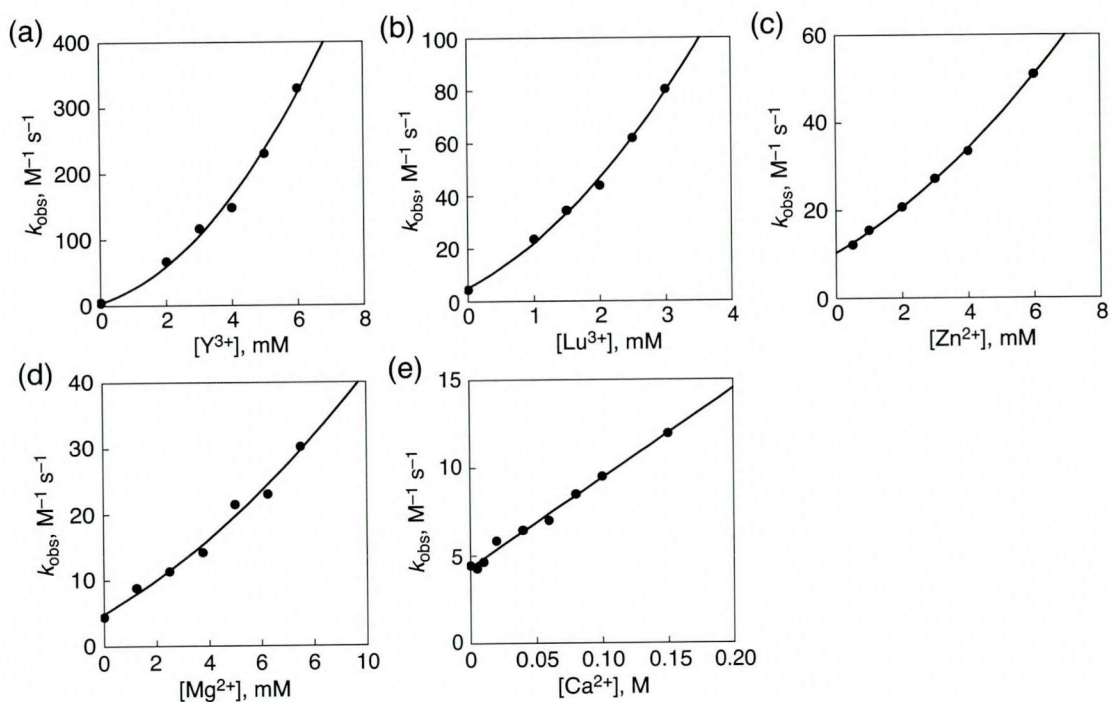 (a)
400
300
200
100
0
k_obs, M⁻¹ s⁻¹
0 2 4 6 8
[Y³⁺], mM
(b)
100
80
60
40
20
0
k_obs, M⁻¹ s⁻¹
0 1 2 3 4
[Lu³⁺], mM
(c)
60
40
20
0
k_obs, M⁻¹ s⁻¹
0 2 4 6 8
[Zn²⁺], mM
(d)
40
30
20
10
0
k_obs, M⁻¹ s⁻¹
0 2 4 6 6 10
[Mg²⁺], mM
(e)
15
10
5
0
k_obs, M⁻¹ s⁻¹
0 0.05 0.10 0.15 0.20
[Ca²⁺], M